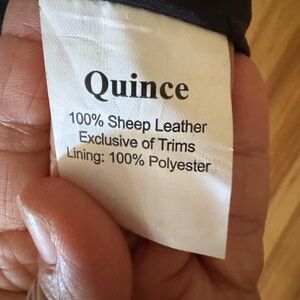 Quince
100% Sheep Leather
Exclusive of Trims
Lining: 100% Polyester